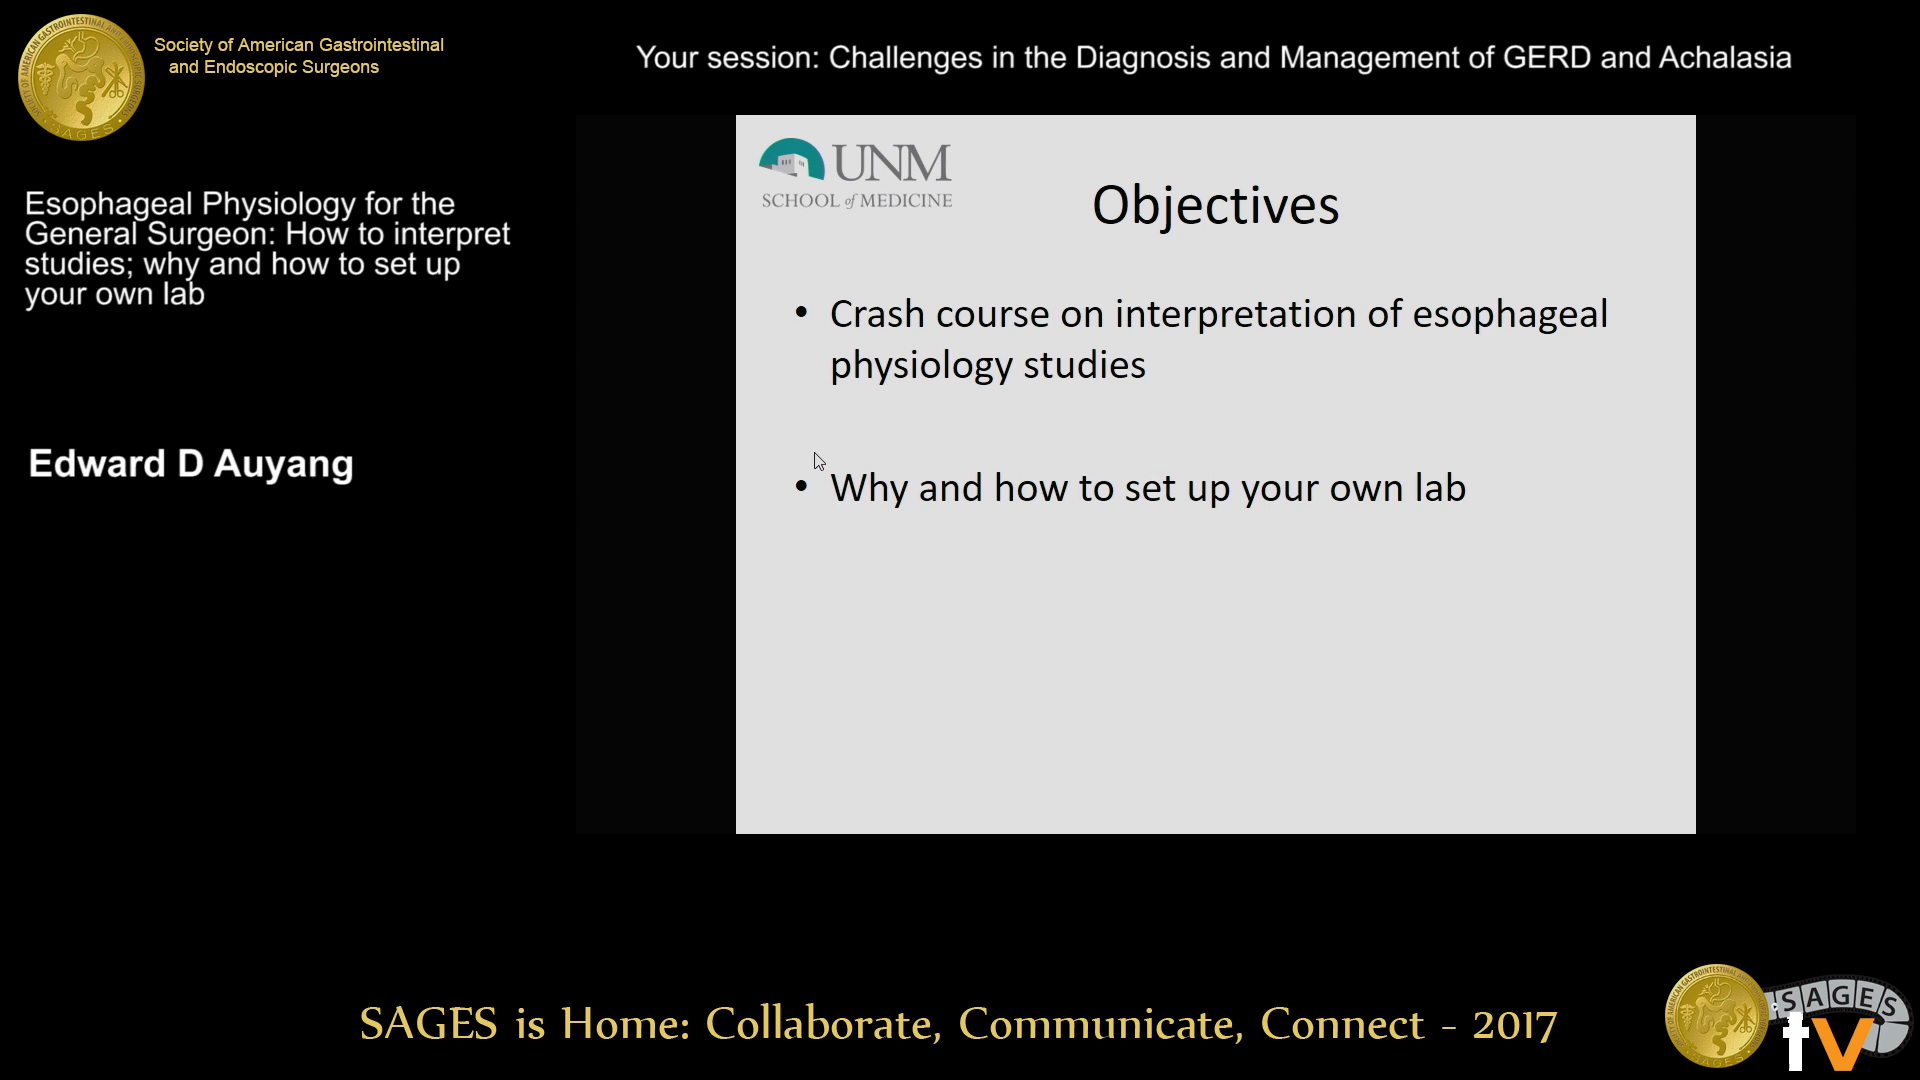 Society of American Gastrointestinal
and Endoscopic Surgeons
Your session: Challenges in the Diagnosis and Management of GERD and Achalasia
Esophageal Physiology for the
General Surgeon: How to interpret
studies; why and how to set up
your own lab
Edward D Auyang
UNM
SCHOOL of MEDICINE
Objectives
• Crash course on interpretation of esophageal
physiology studies
• Why and how to set up your own lab
SAGES is Home: Collaborate, Communicate, Connect - 2017
SAGES
tv
SAGES